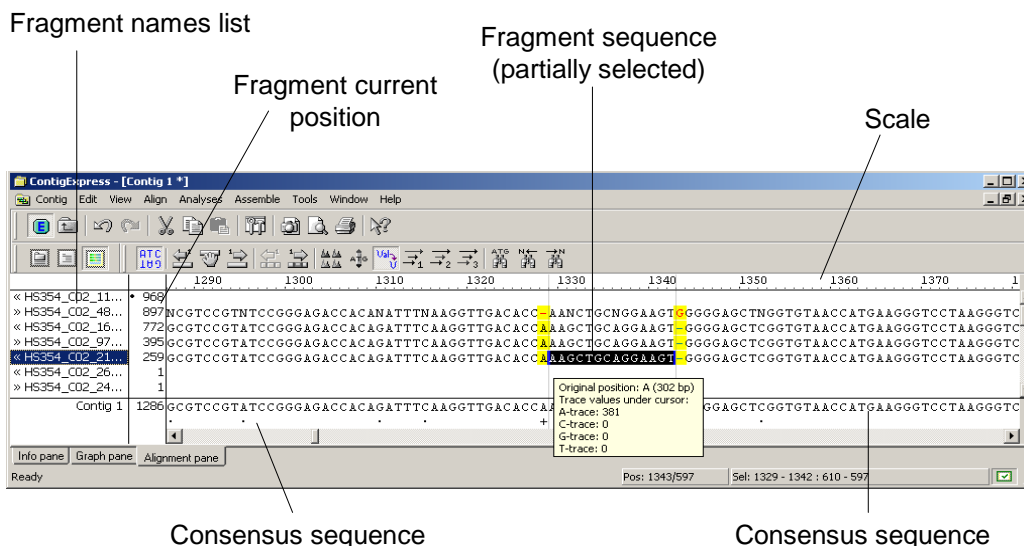 Fragment names list
Fragment sequence
(partially selected)
Fragment current
position
Scale
ContigExpress - [Contig 1 *]
Contig Edit View Align Analyses Assemble Tools Window Help
1290 1300 1310 1320 1330 1340 1350 1360 1370 1
« HS354_C02_11... • 968
» HS354_C02_48... 897 NCGTCCGTNTCCGGGAGACCACANATTTNAAGGTTGACACC-AANCTGCNGGAAGTGGGGGAGCTNGGTGTAACCATGAAGGGTCCTAAGGGTC
« HS354_C02_16... 772 GCGTCCGTATCCGGGAGACCACAGATTTCAAGGTTGACACCAAAGCTGCAGGAAGT-GGGGAGCTCGGTGTAACCATGAAGGGTCCTAAGGGTC
» HS354_C02_97... 395 GCGTCCGTATCCGGGAGACCACAGATTTCAAGGTTGACACCAAAGCTGCAGGAAGT-GGGGAGCTCGGTGTAACCATGAAGGGTCCTAAGGGTC
« HS354_C02_21... 259 GCGTCCGTATCCGGGAGACCACAGATTTCAAGGTTGACACCAAAGCTGCAGGAAGT-GGGGAGCTCGGTGTAACCATGAAGGGTCCTAAGGGTC
« HS354_C02_26... 1
» HS354_C02_24... 1
Original position: A (302 bp)
Trace values under cursor:
A-trace: 381
C-trace: 0
G-trace: 0
T-trace: 0
Contig 1 1286 GCGTCCGTATCCGGGAGACCACAGATTTCAAGGTTGACACCAA GGAGCTCGGTGTAACCATGAAGGGTCCTAAGGGTC
Info pane Graph pane Alignment pane
Ready Pos: 1343/597 Sel: 1329 - 1342 : 610 - 597
Consensus sequence Consensus sequence